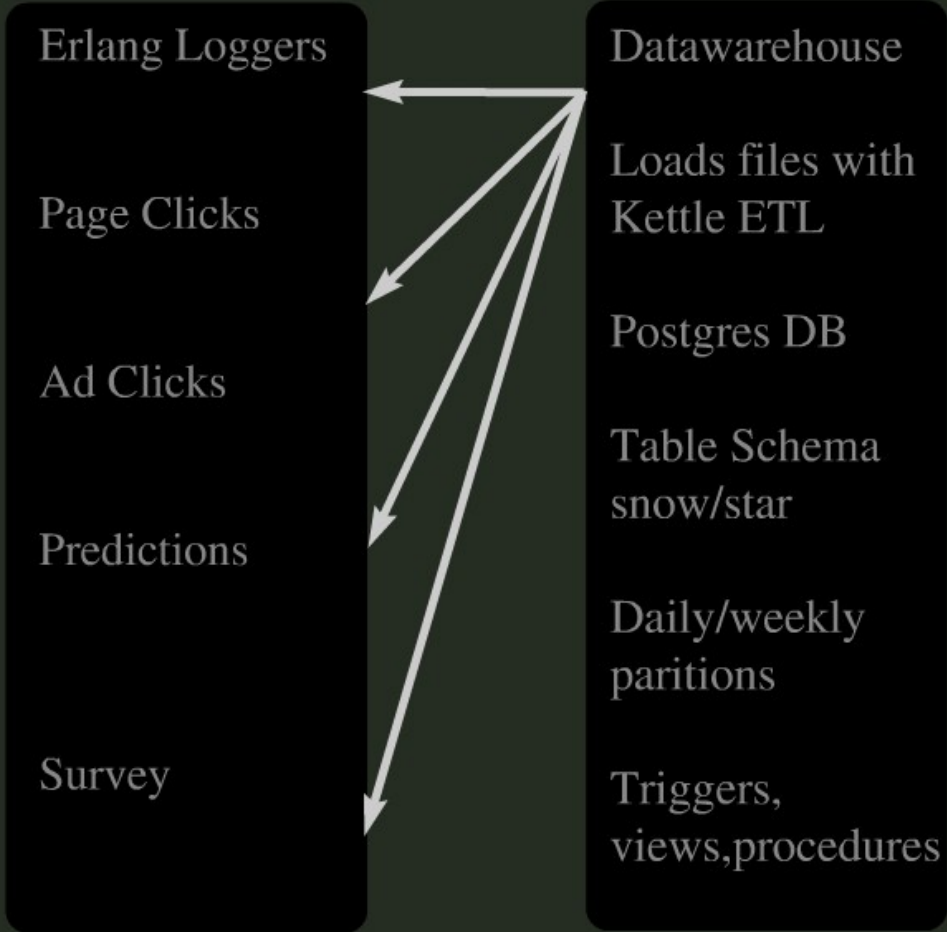 Erlang Loggers
Page Clicks
Ad Clicks
Predictions
Survey
Datawarehouse
Loads files with
Kettle ETL
Postgres DB
Table Schema
snow/star
Daily/weekly
paritions
Triggers,
views,procedures